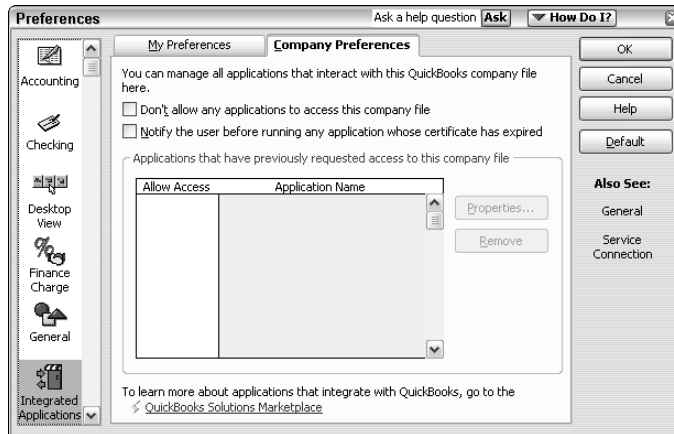 Preferences
Ask a help question Ask
How Do I?
Accounting
Checking
Desktop
View
Finance
Charge
General
Integrated
Applications
My Preferences
Company Preferences
You can manage all applications that interact with this QuickBooks company file
here.
Don't allow any applications to access this company file
Notify the user before running any application whose certificate has expired
Applications that have previously requested access to this company file
Allow Access
Application Name
Properties...
Remove
To learn more about applications that integrate with QuickBooks, go to the
QuickBooks Solutions Marketplace
OK
Cancel
Help
Default
Also See:
General
Service
Connection